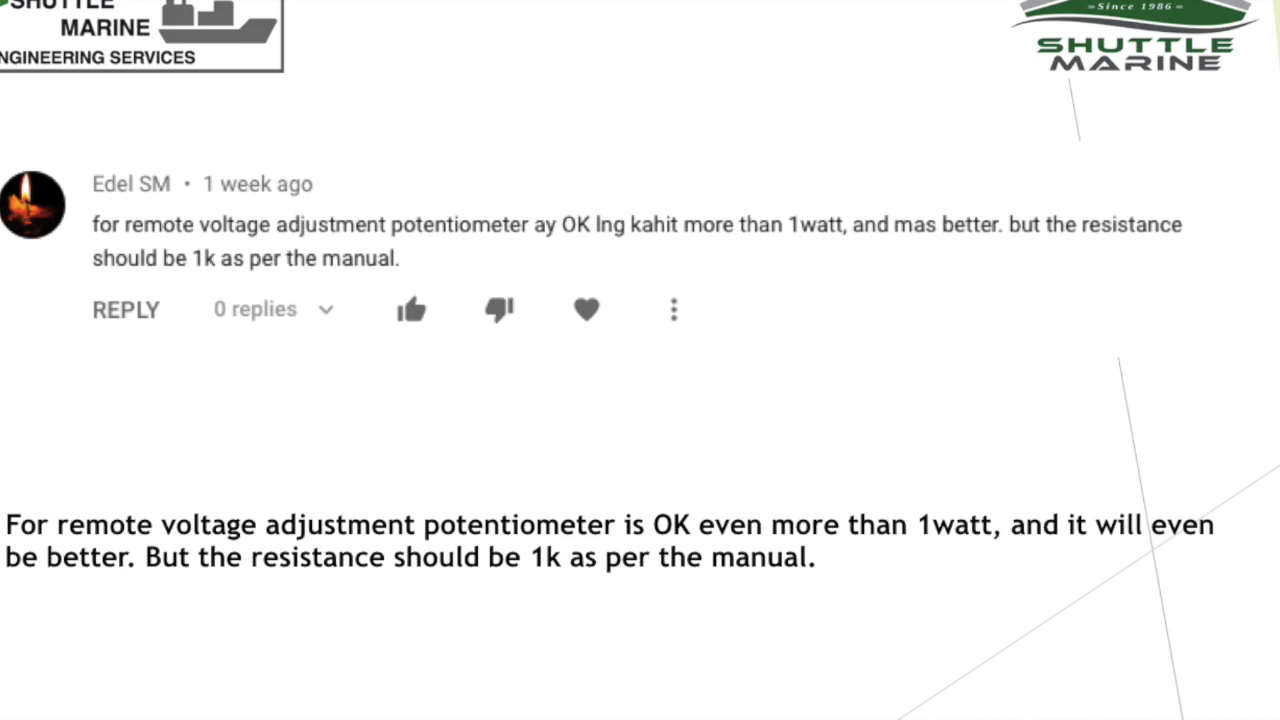 SHUTTLE
MARINE
NGINEERING SERVICES
Since 1986
SHUTTLE
MARINE
Edel SM • 1 week ago
for remote voltage adjustment potentiometer ay OK lng kahit more than 1watt, and mas better. but the resistance
should be 1k as per the manual.
REPLY 0 replies
For remote voltage adjustment potentiometer is OK even more than 1watt, and it will even
be better. But the resistance should be 1k as per the manual.